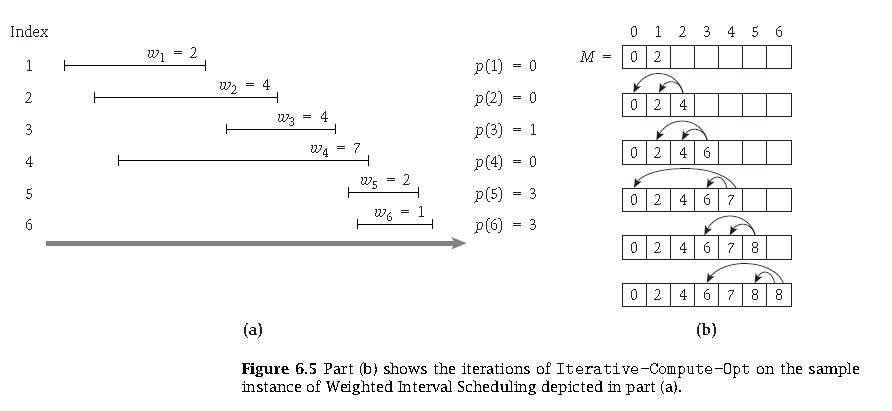 Index
1 w₁ = 2 p(1) = 0
2 w₂ = 4 p(2) = 0
3 w₃ = 4 p(3) = 1
4 w₄ = 7 p(4) = 0
5 w₅ = 2 p(5) = 3
6 w₆ = 1 p(6) = 3
(a)
0 1 2 3 4 5 6
M = 0 2
0 2 4
0 2 4 6
0 2 4 6 7
0 2 4 6 7 8
0 2 4 6 7 8 8
(b)
Figure 6.5 Part (b) shows the iterations of Iterative-Compute-Opt on the sample
instance of Weighted Interval Scheduling depicted in part (a).